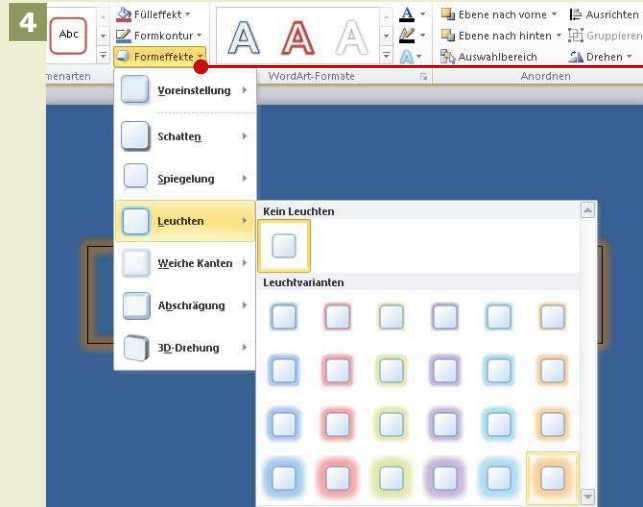 4
Abc
Fülleffekt
Formkontur
Formeffekte
A A A
A
A
Ebene nach vorne
Ebene nach hinten
Auswahlbereich
Ausrichten
Gruppieren
Drehen
menarten
WordArt-Formate
Anordnen
Voreinstellung
Schatten
Spiegelung
Leuchten
Weiche Kanten
Abschrägung
3D-Drehung
Kein Leuchten
Leuchtvarianten